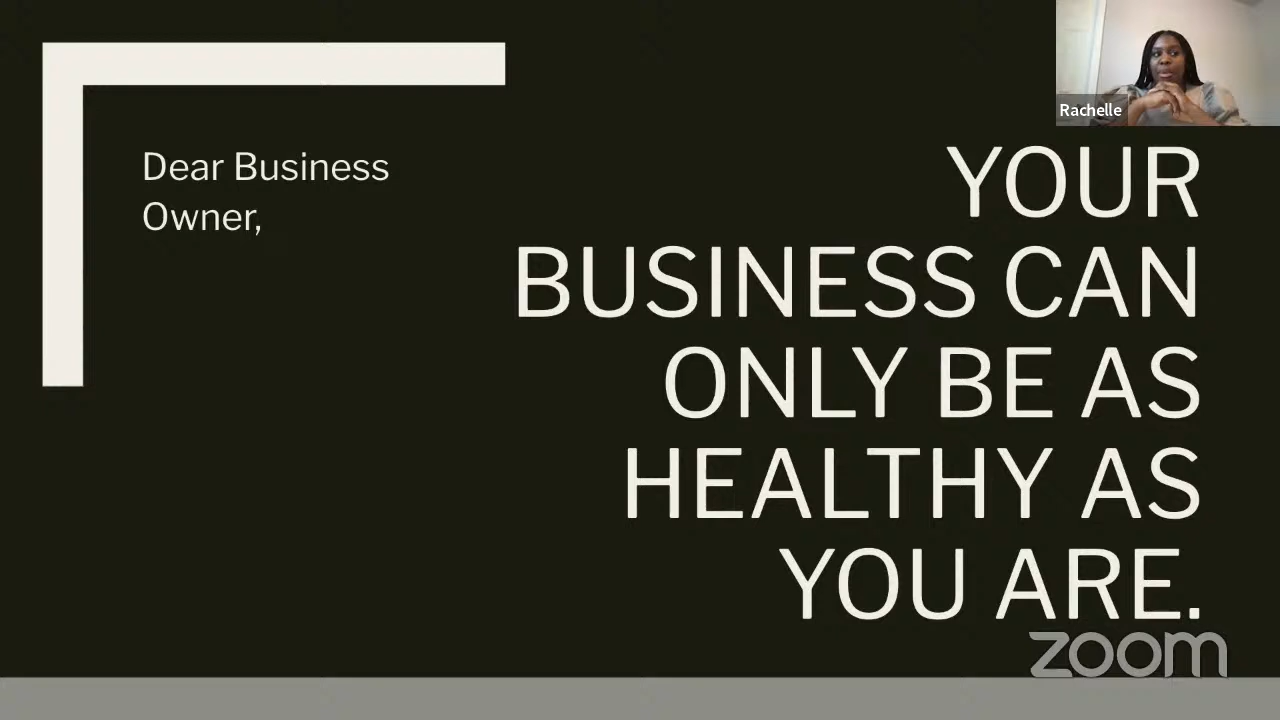 Rachelle
Dear Business
Owner,
YOUR
BUSINESS CAN
ONLY BE AS
HEALTHY AS
YOU ARE.
zoom